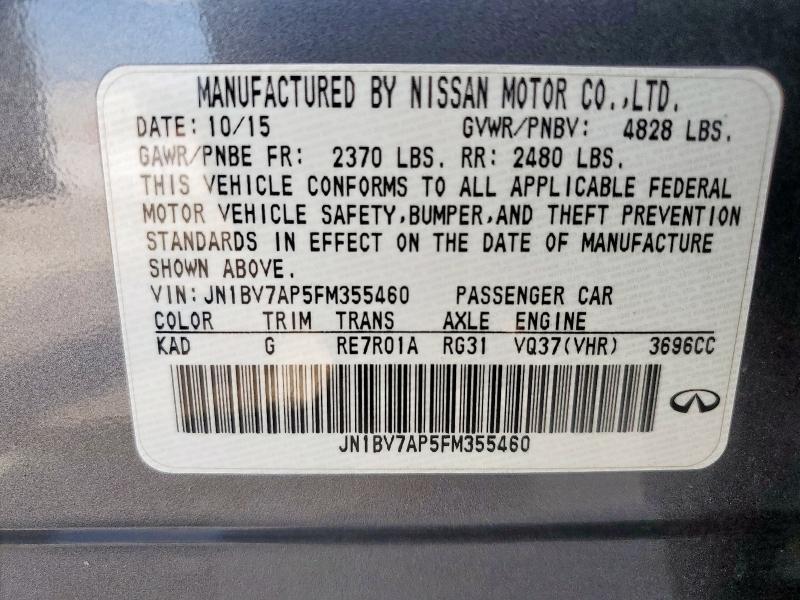 MANUFACTURED BY NISSAN MOTOR CO.,LTD.
DATE: 10/15 GVWR/PNBV: 4828 LBS.
GAWR/PNBE FR: 2370 LBS. RR: 2480 LBS.
THIS VEHICLE CONFORMS TO ALL APPLICABLE FEDERAL
MOTOR VEHICLE SAFETY,BUMPER,AND THEFT PREVENTION
STANDARDS IN EFFECT ON THE DATE OF MANUFACTURE
SHOWN ABOVE.
VIN:JN1BV7AP5FM355460 PASSENGER CAR
COLOR TRIM TRANS AXLE ENGINE
KAD G RE7R01A RG31 VQ37(VHR) 3696CC
JN1BV7AP5FM355460